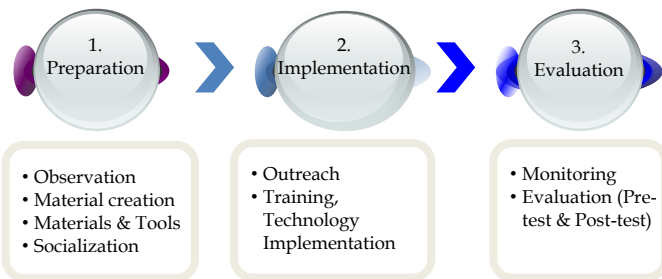 1.
Preparation
2.
Implementation
3.
Evaluation
• Observation
• Material creation
• Materials & Tools
• Socialization
• Outreach
• Training,
Technology
Implementation
• Monitoring
• Evaluation (Pre-
test & Post-test)